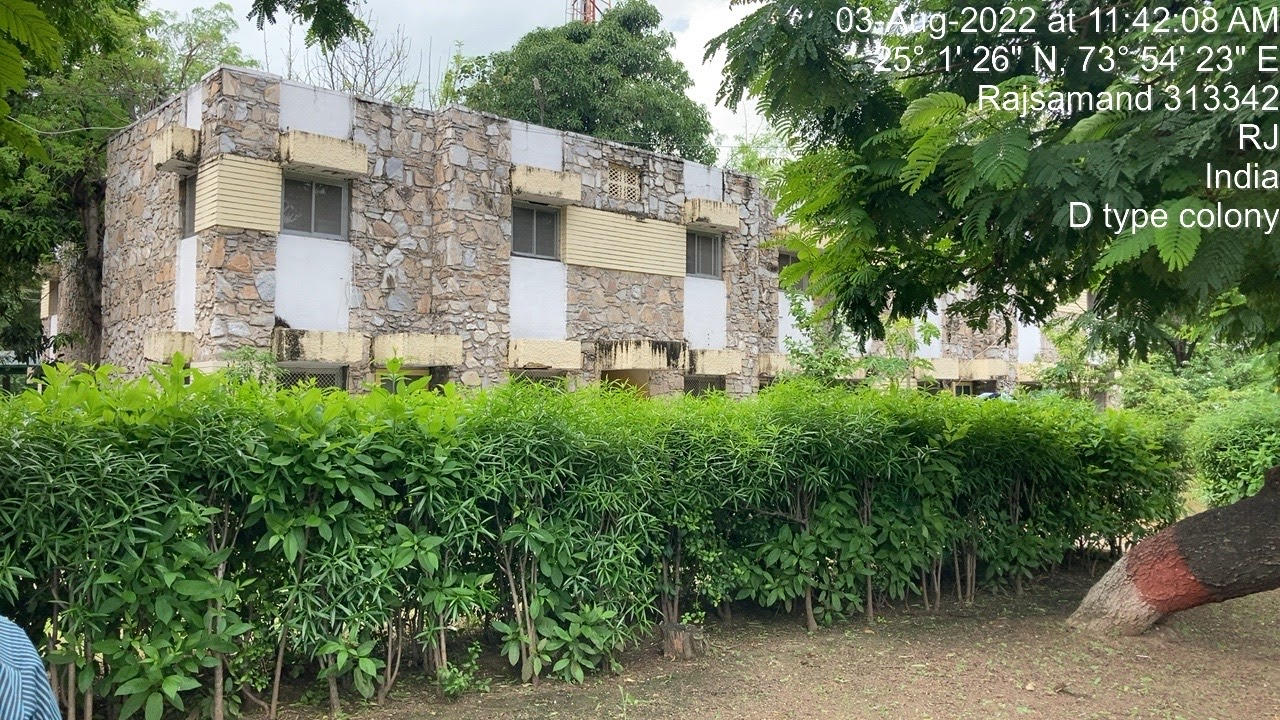 03-Aug-2022 at 11:42:08 AM
25° 1' 26" N, 73° 54' 23" E
Rajsamand 313342
RJ
India
D type colony